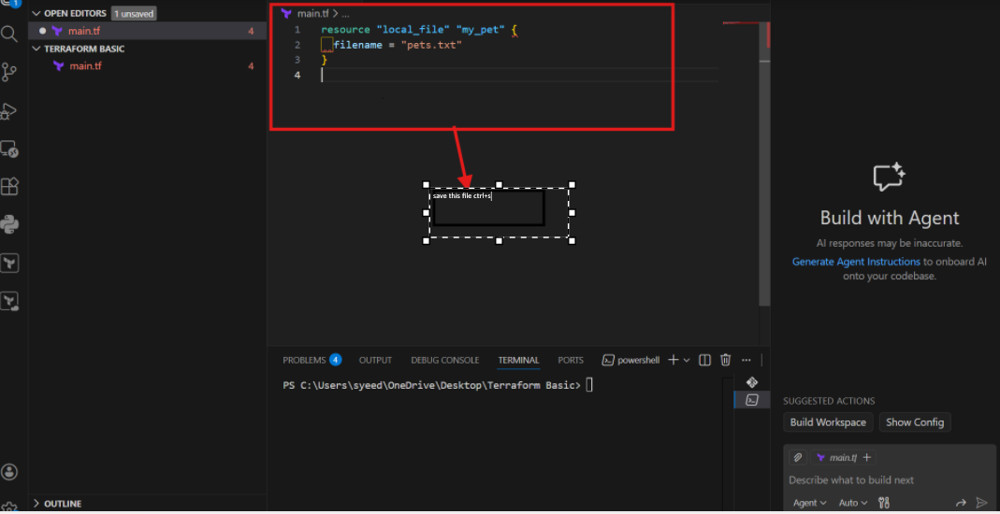 1
OPEN EDITORS 1 unsaved
main.tf 4
TERRAFORM BASIC
main.tf 4
main.tf > ...
1 resource "local_file" "my_pet" {
2 filename = "pets.txt"
3 }
4
save this file ctrl+s
Build with Agent
AI responses may be inaccurate.
Generate Agent Instructions to onboard AI
onto your codebase.
PROBLEMS 4 OUTPUT DEBUG CONSOLE TERMINAL PORTS powershell
PS C:\Users\syeed\OneDrive\Desktop\Terraform Basic>
SUGGESTED ACTIONS
Build Workspace Show Config
main.tf
Describe what to build next
Agent Auto
OUTLINE